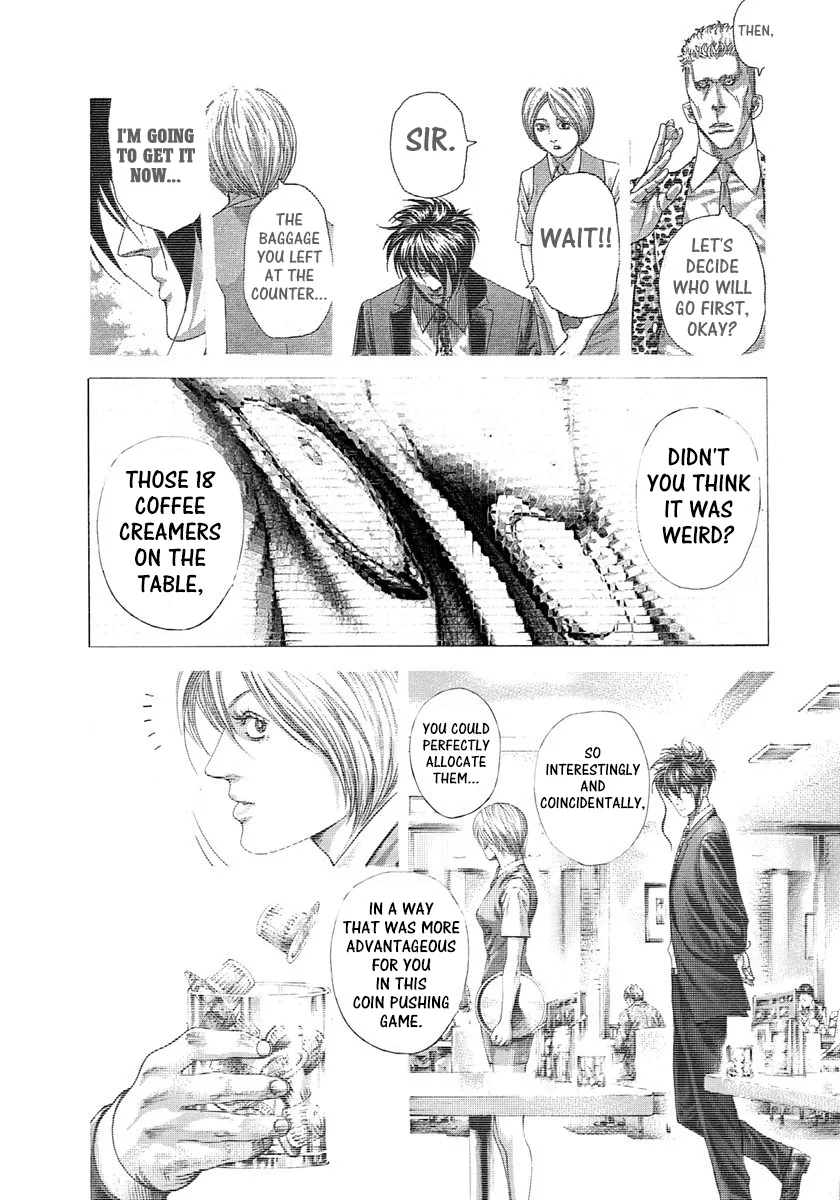 THEN,
LET'S
DECIDE
WHO WILL
GO FIRST,
OKAY?
WAIT!!
SIR.
THE
BAGGAGE
YOU LEFT
AT THE
COUNTER...
I'M GOING
TO GET IT
NOW...
DIDN'T
YOU THINK
IT WAS
WEIRD?
THOSE 18
COFFEE
CREAMERS
ON THE
TABLE,
SO
INTERESTINGLY
AND
COINCIDENTALLY,
YOU COULD
PERFECTLY
ALLOCATE
THEM...
IN A WAY
THAT WAS MORE
ADVANTAGEOUS
FOR YOU
IN THIS
COIN PUSHING
GAME.